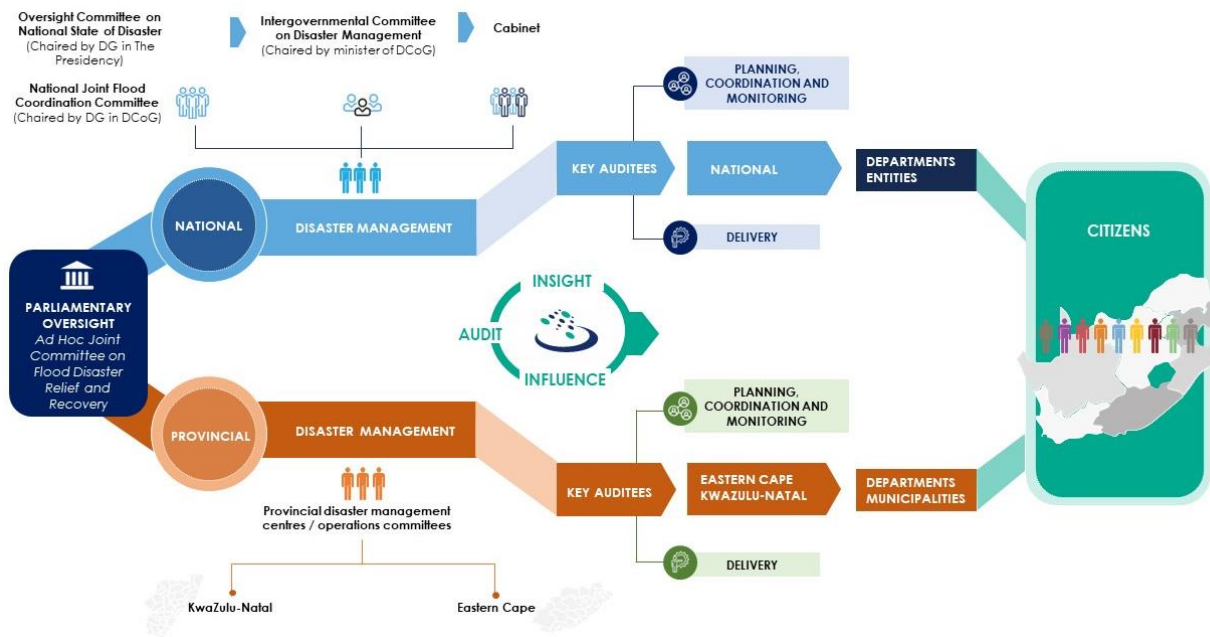 Oversight Committee on
National State of Disaster
(Chaired by DG in The
Presidency)
Intergovernmental Committee
on Disaster Management
(Chaired by minister of DCoG)
Cabinet
National Joint Flood
Coordination Committee
(Chaired by DG in DCoG)
PLANNING,
COORDINATION AND
MONITORING
NATIONAL
DISASTER MANAGEMENT
KEY AUDITEES
NATIONAL
DEPARTMENTS
ENTITIES
DELIVERY
CITIZENS
PARLIAMENTARY
OVERSIGHT
Ad Hoc Joint
Committee on
Flood Disaster
Relief and
Recovery
INSIGHT
AUDIT
INFLUENCE
PLANNING,
COORDINATION AND
MONITORING
PROVINCIAL
DISASTER MANAGEMENT
KEY AUDITEES
EASTERN CAPE
KWAZULU-NATAL
DEPARTMENTS
MUNICIPALITIES
Provincial disaster management
centres / operations committees
DELIVERY
KwaZulu-Natal
Eastern Cape